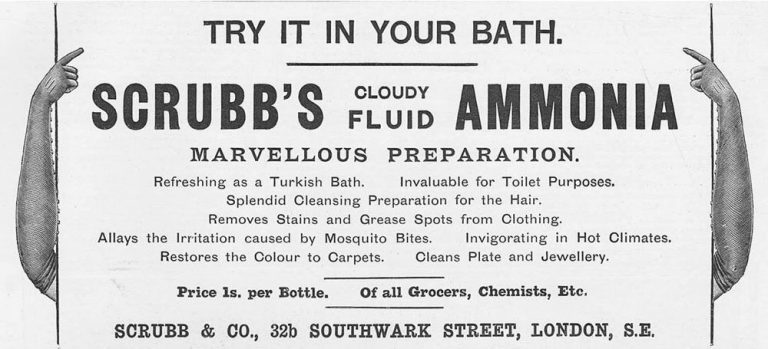 TRY IT IN YOUR BATH.
SCRUBB'S CLOUDY FLUID AMMONIA
MARVELLOUS PREPARATION.
Refreshing as a Turkish Bath. Invaluable for Toilet Purposes.
Splendid Cleansing Preparation for the Hair.
Removes Stains and Grease Spots from Clothing.
Allays the Irritation caused by Mosquito Bites. Invigorating in Hot Climates.
Restores the Colour to Carpets. Cleans Plate and Jewellery.
Price 1s. per Bottle. Of all Grocers, Chemists, Etc.
SCRUBB & CO., 32b SOUTHWARK STREET, LONDON, S.E.